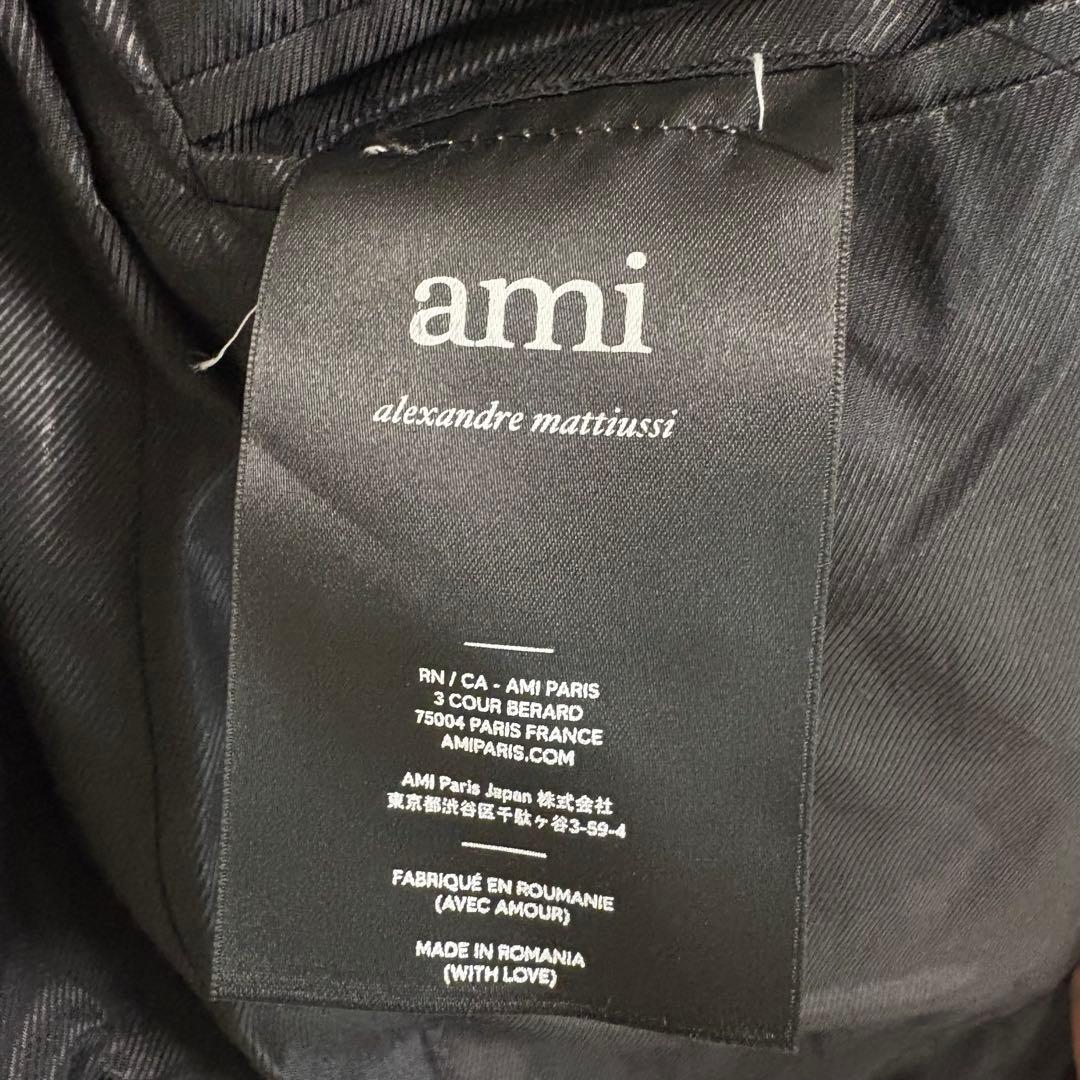 ami
alexandre mattiussi
RN / CA - AMI PARIS
3 COUR BERARD
75004 PARIS FRANCE
AMIPARIS.COM
AMI Paris Japan 株式会社
東京都渋谷区千駄ヶ谷3-59-4
FABRIQUÉ EN ROUMANIE
(AVEC AMOUR)
MADE IN ROMANIA
(WITH LOVE)